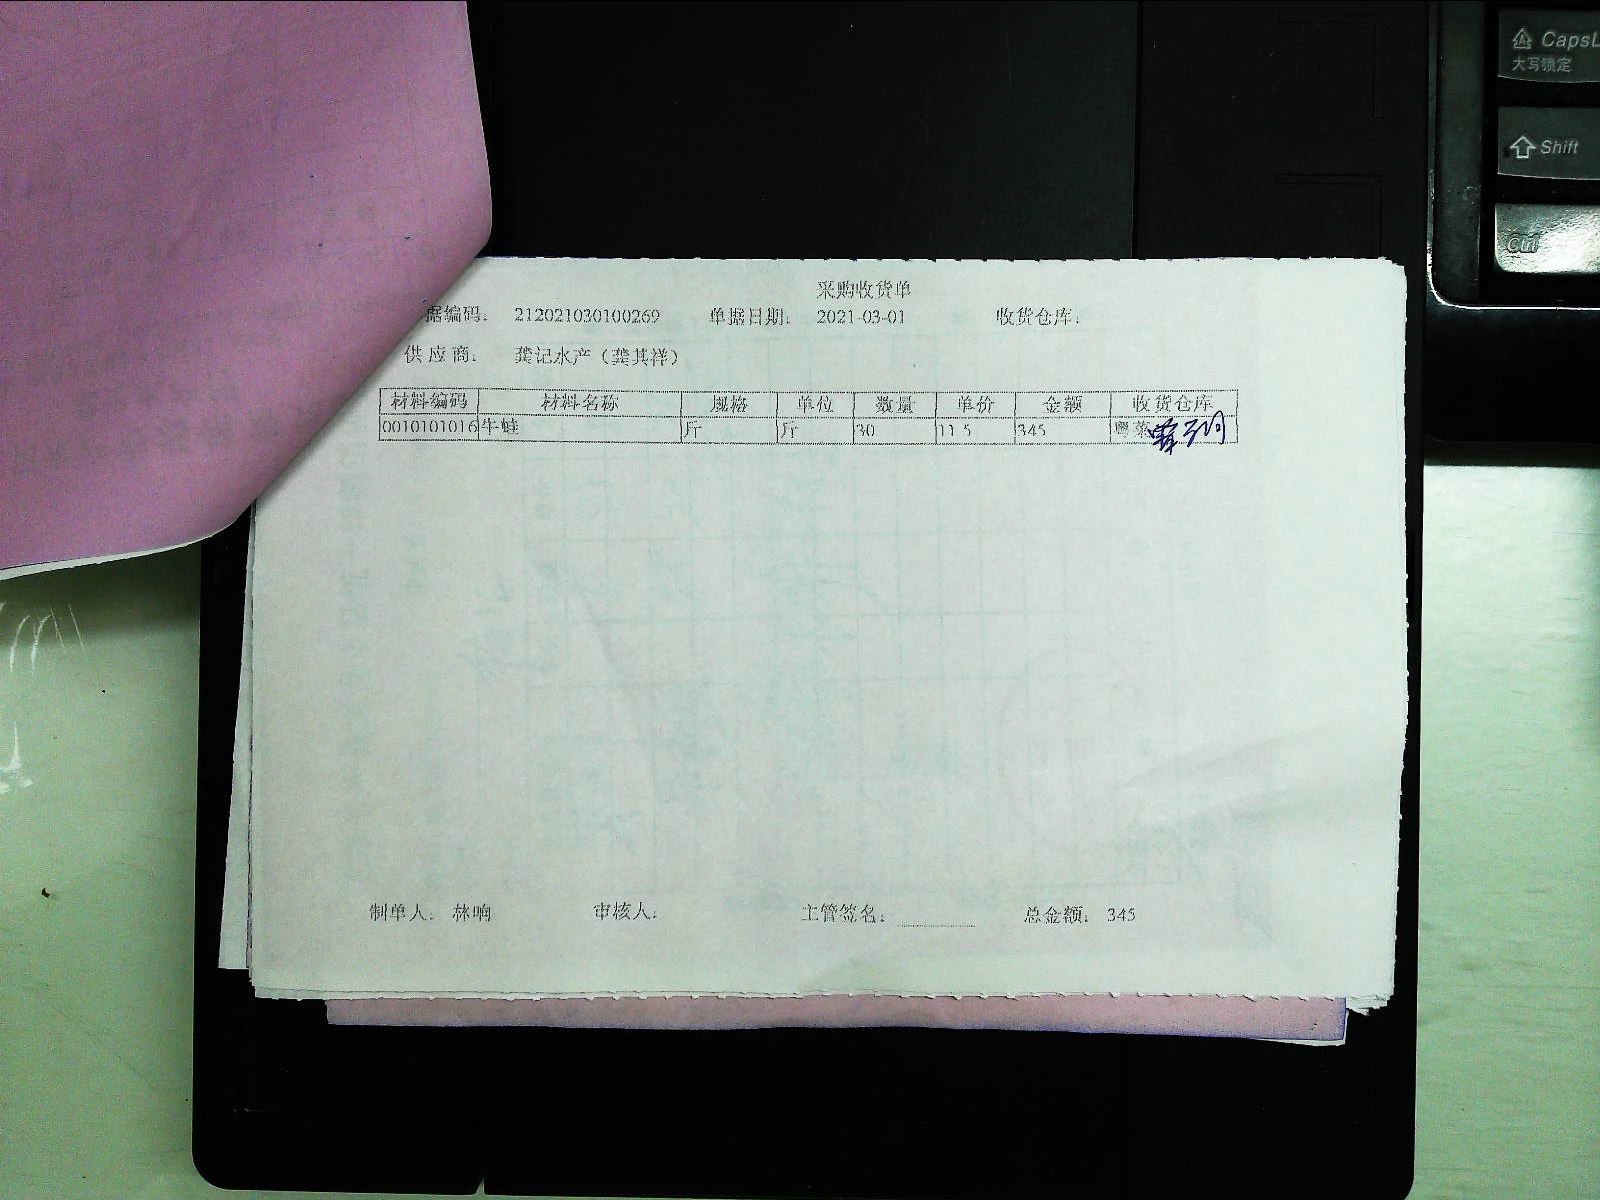 CapsL
大写锁定
Shift
Ctrl
采购收货单
据编码： 212021030100269 单据日期： 2021-03-01 收货仓库：
供应商： 龚记水产（龚其祥）
材料编码 材料名称 规格 单位 数量 单价 金额 收货仓库
0010101016 牛蛙 斤 斤 30 11.5 345 粤菜
制单人： 林响 审核人： 主管签名： 总金额： 345